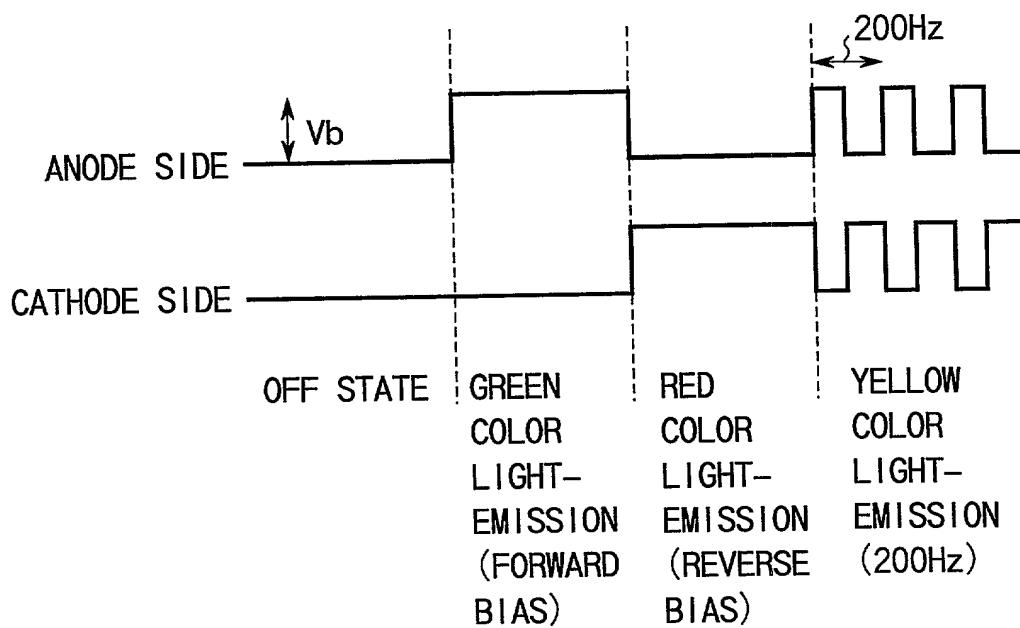 200Hz
Vb
ANODE SIDE
CATHODE SIDE
OFF STATE
GREEN
COLOR
LIGHT-
EMISSION
(FORWARD
BIAS)
RED
COLOR
LIGHT-
EMISSION
(REVERSE
BIAS)
YELLOW
COLOR
LIGHT-
EMISSION
(200Hz)